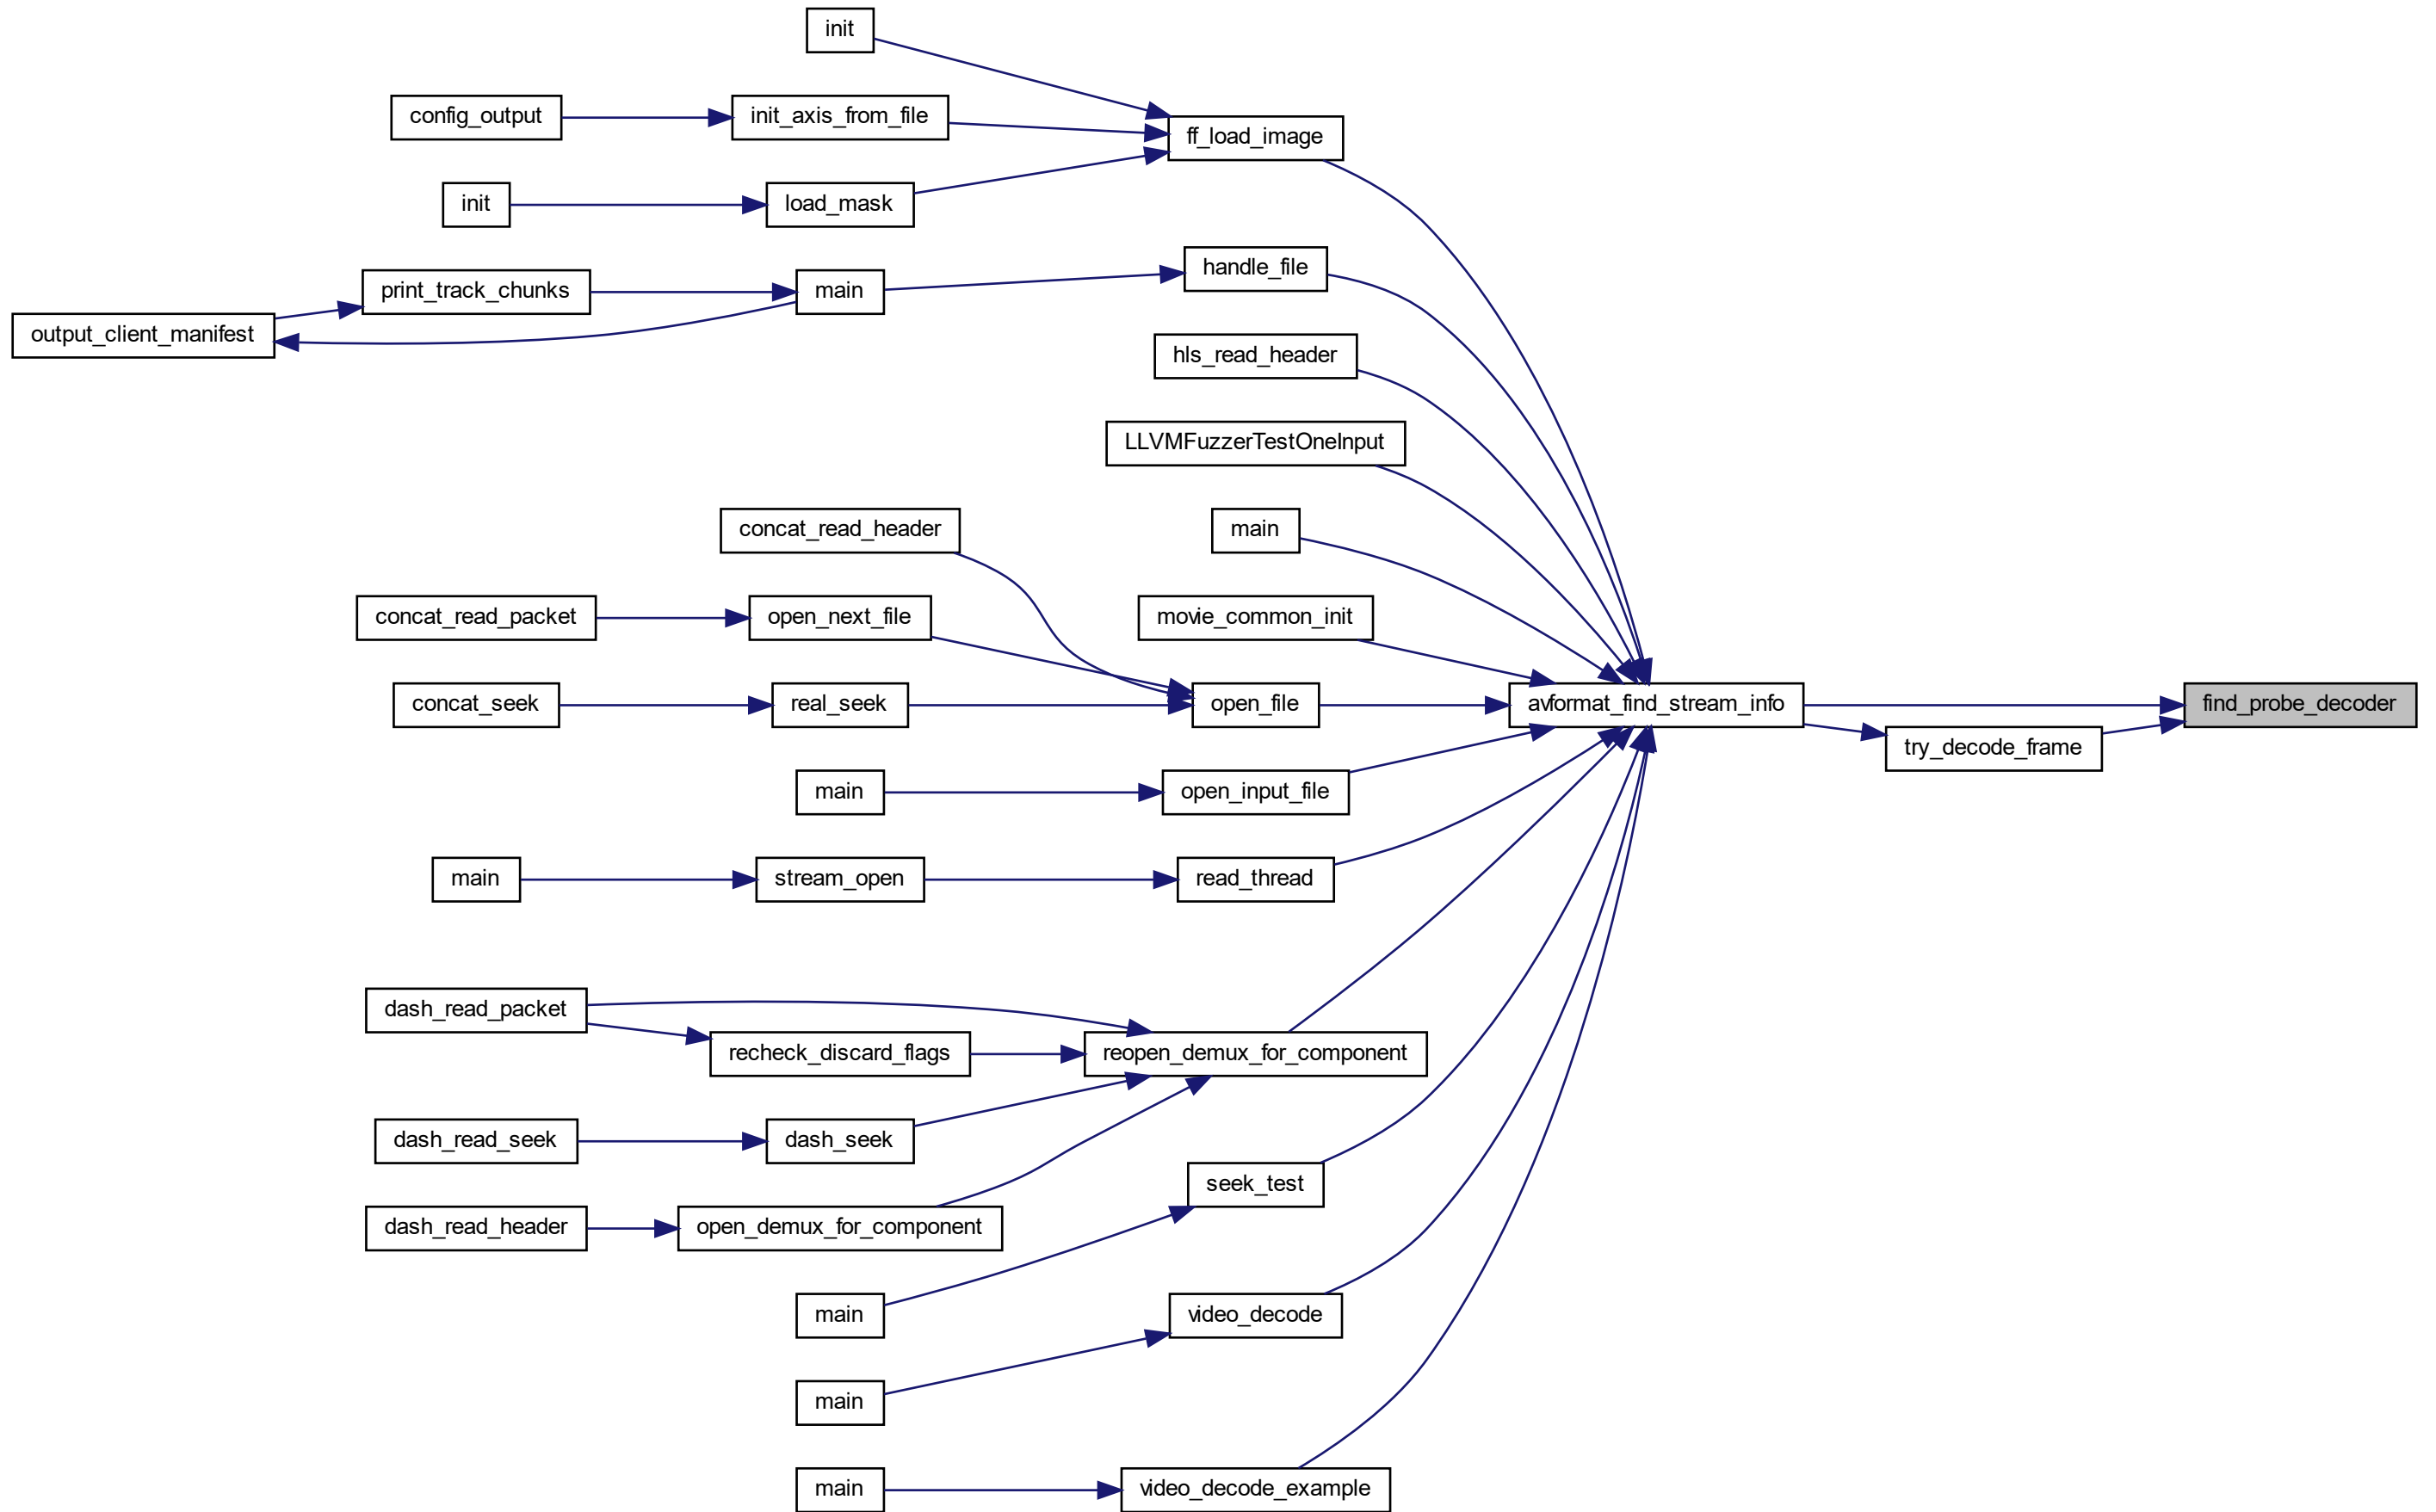 init
config_output
init_axis_from_file
ff_load_image
init
load_mask
handle_file
print_track_chunks
main
output_client_manifest
hls_read_header
LLVMFuzzerTestOneInput
concat_read_header
main
concat_read_packet
open_next_file
movie_common_init
concat_seek
real_seek
open_file
avformat_find_stream_info
find_probe_decoder
try_decode_frame
main
open_input_file
main
stream_open
read_thread
dash_read_packet
recheck_discard_flags
reopen_demux_for_component
dash_read_seek
dash_seek
seek_test
dash_read_header
open_demux_for_component
main
video_decode
main
main
video_decode_example